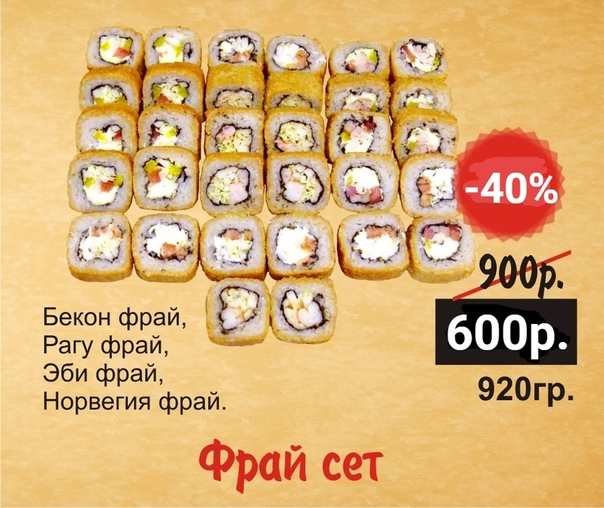 -40%
900р.
600р.
920гр.
Бекон фрай,
Рагу фрай,
Эби фрай,
Норвегия фрай.
Фрай сет